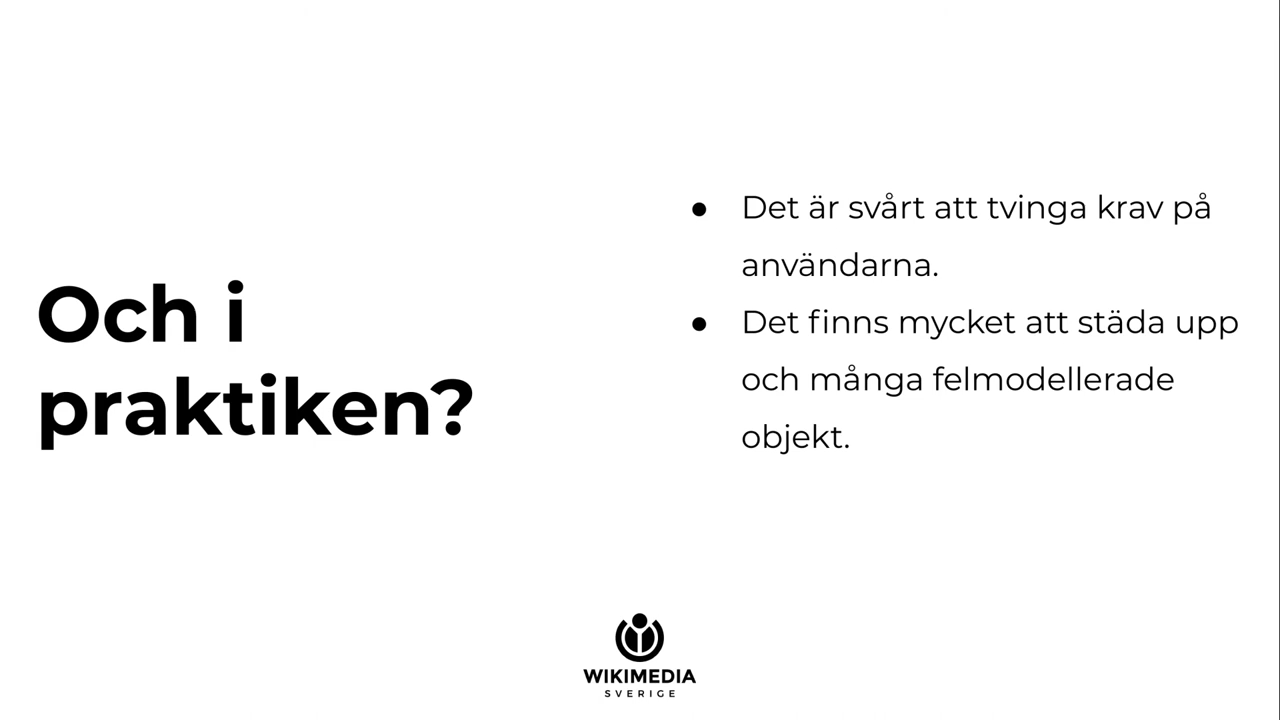 Och i
praktiken?
● Det är svårt att tvinga krav på
användarna.
● Det finns mycket att städa upp
och många felmodellerade
objekt.
WIKIMEDIA
SVERIGE